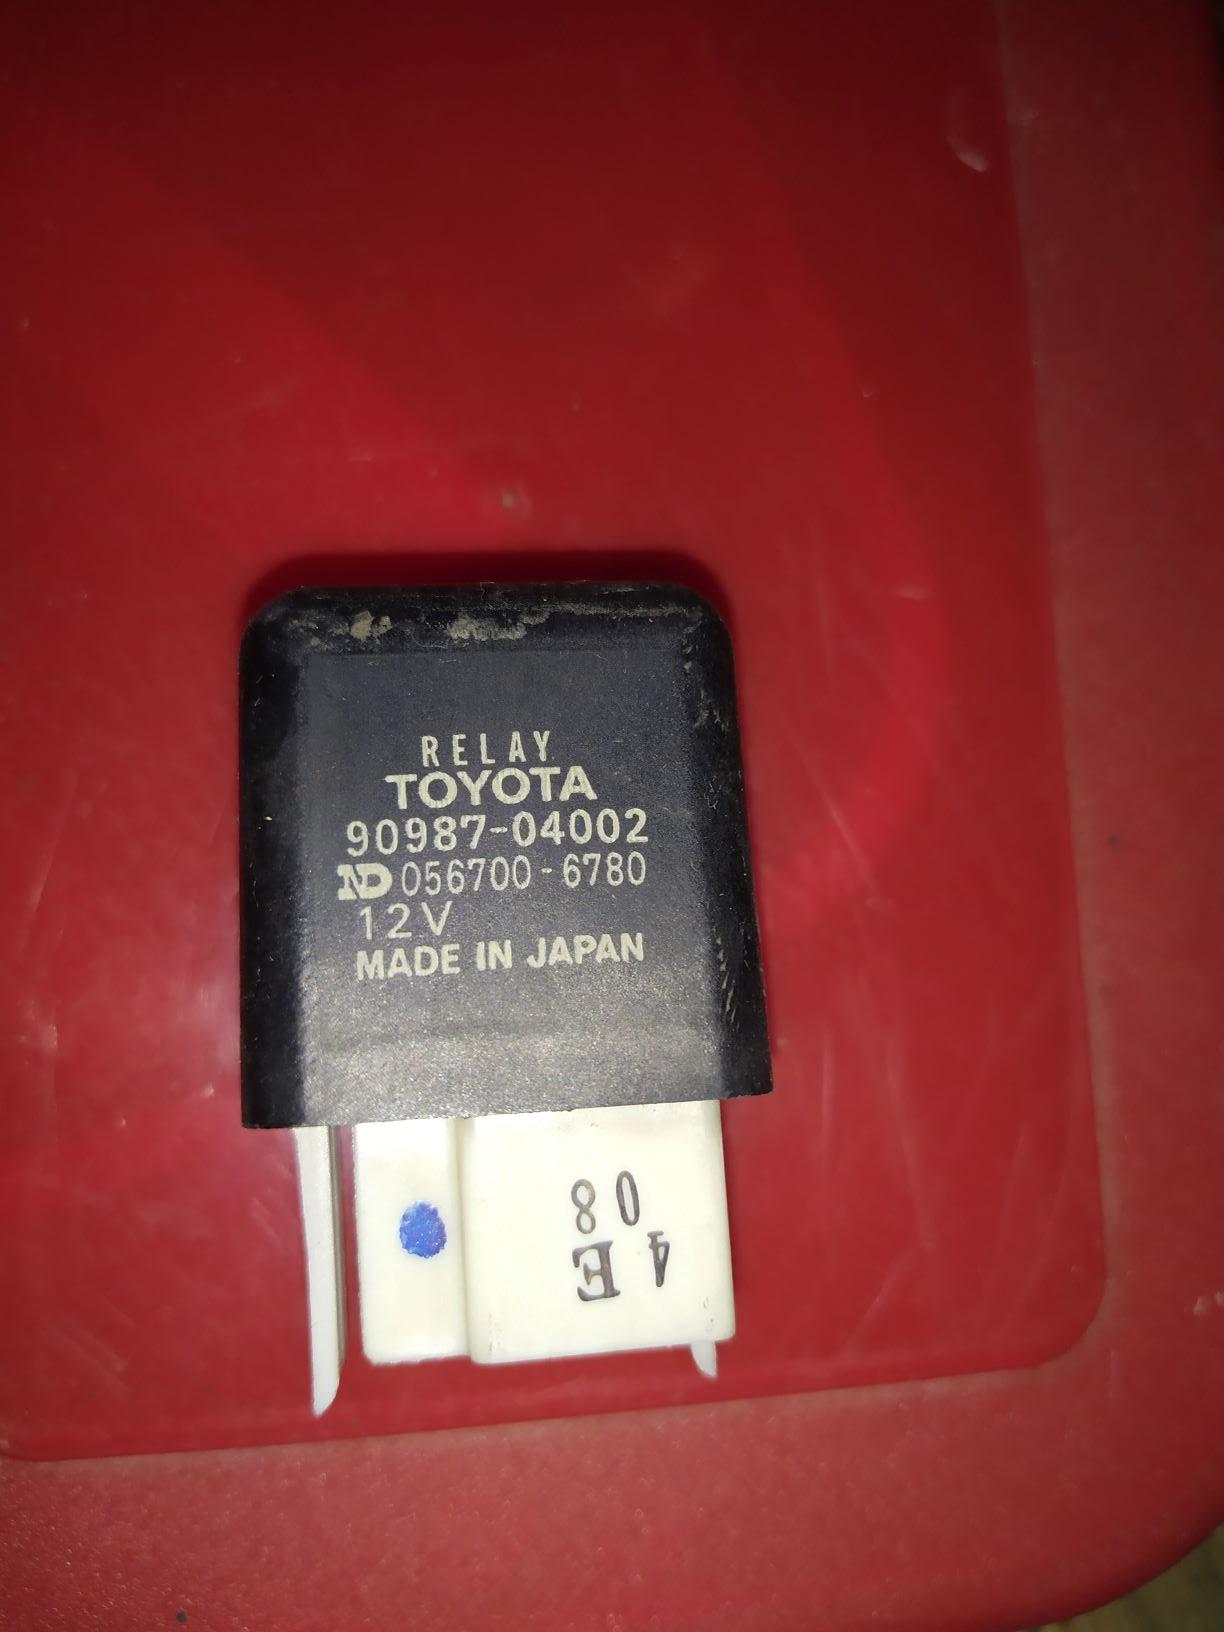 RELAY
TOYOTA
90987-04002
ND 056700-6780
12V
MADE IN JAPAN
08
4E